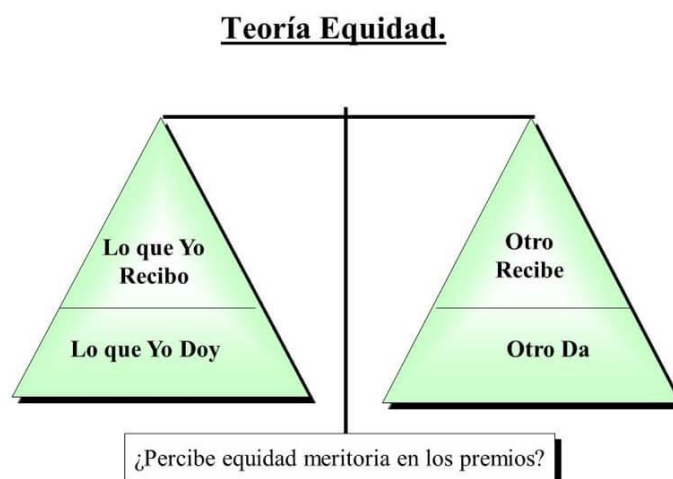 Teoría Equidad.
Lo que Yo
Recibo
Lo que Yo Doy
Otro
Recibe
Otro Da
¿Percibe equidad meritoria en los premios?